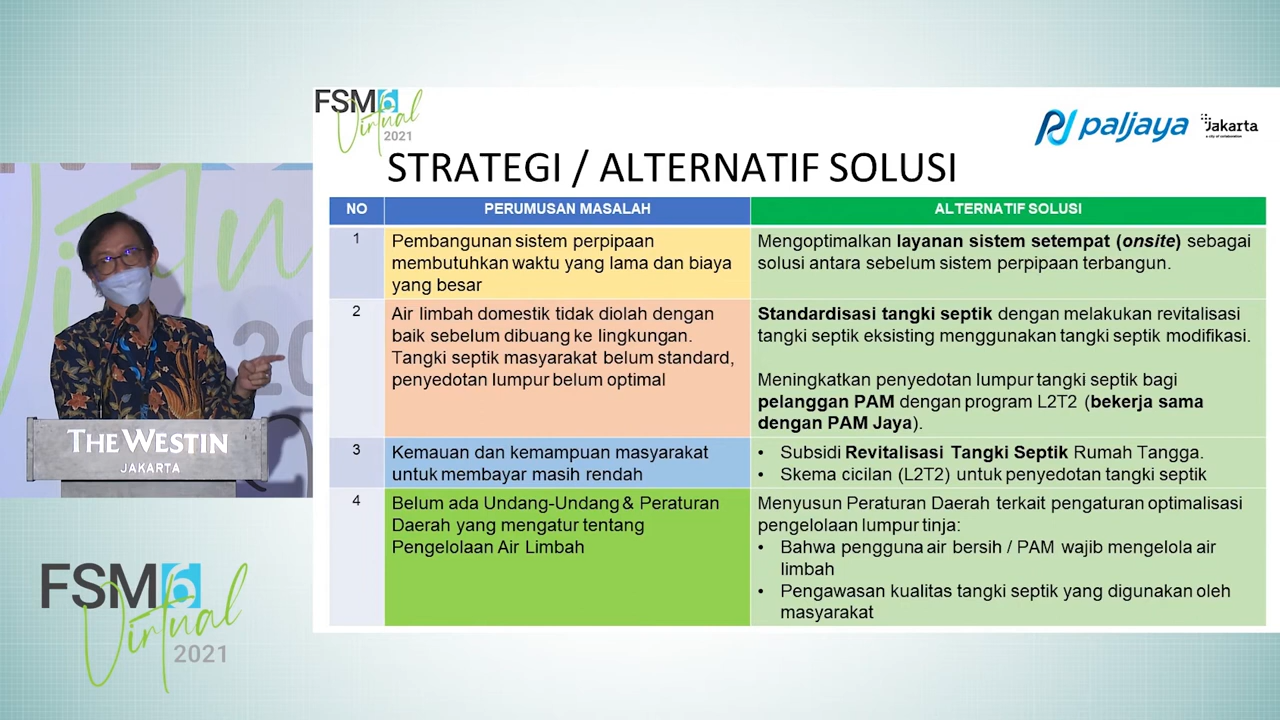 FSM6
Virtual
2021
paljaya
Jakarta
a city of collaboration
STRATEGI / ALTERNATIF SOLUSI
NO
PERUMUSAN MASALAH
ALTERNATIF SOLUSI
1
Pembangunan sistem perpipaan
membutuhkan waktu yang lama dan biaya
yang besar
Mengoptimalkan layanan sistem setempat (onsite) sebagai
solusi antara sebelum sistem perpipaan terbangun.
2
Air limbah domestik tidak diolah dengan
baik sebelum dibuang ke lingkungan.
Tangki septik masyarakat belum standard,
penyedotan lumpur belum optimal
Standardisasi tangki septik dengan melakukan revitalisasi
tangki septik eksisting menggunakan tangki septik modifikasi.
Meningkatkan penyedotan lumpur tangki septik bagi
pelanggan PAM dengan program L2T2 (bekerja sama
dengan PAM Jaya).
3
Kemauan dan kemampuan masyarakat
untuk membayar masih rendah
• Subsidi Revitalisasi Tangki Septik Rumah Tangga.
• Skema cicilan (L2T2) untuk penyedotan tangki septik
4
Belum ada Undang-Undang & Peraturan
Daerah yang mengatur tentang
Pengelolaan Air Limbah
Menyusun Peraturan Daerah terkait pengaturan optimalisasi
pengelolaan lumpur tinja:
• Bahwa pengguna air bersih / PAM wajib mengelola air
limbah
• Pengawasan kualitas tangki septik yang digunakan oleh
masyarakat
THE WESTIN
JAKARTA
FSM6
Virtual
2021